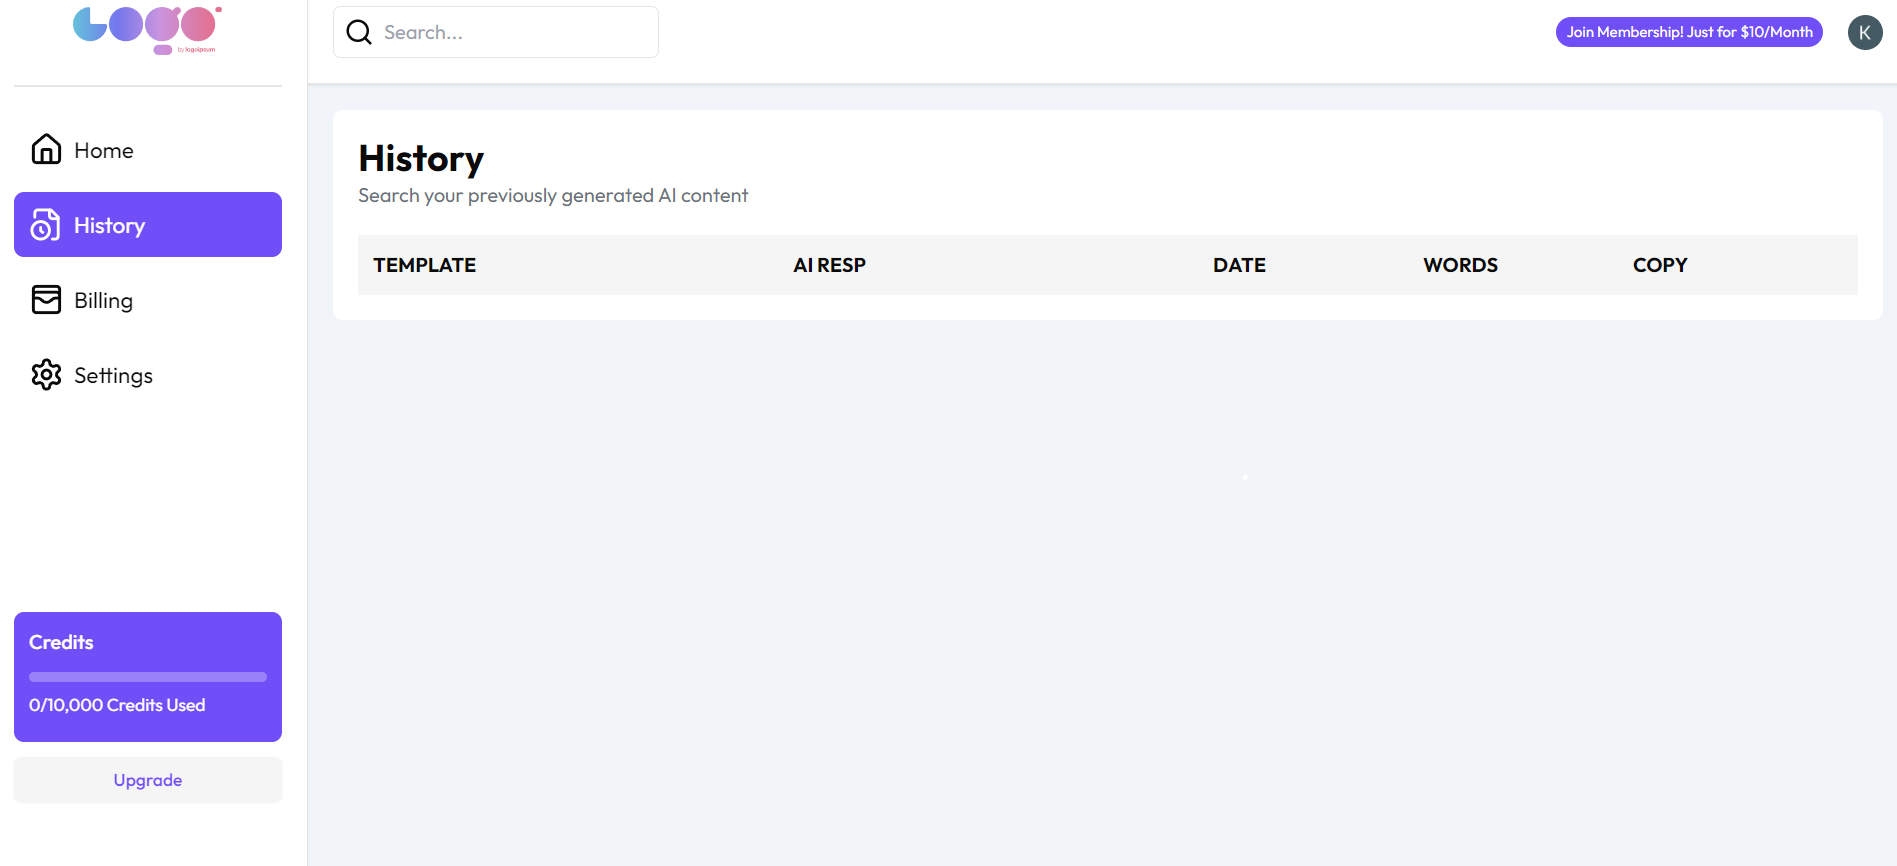 LOGO
by logoipsum
Search...
Join Membership! Just for $10/Month
K
Home
History
Billing
Settings
History
Search your previously generated AI content
TEMPLATE AI RESP DATE WORDS COPY
Credits
0/10,000 Credits Used
Upgrade